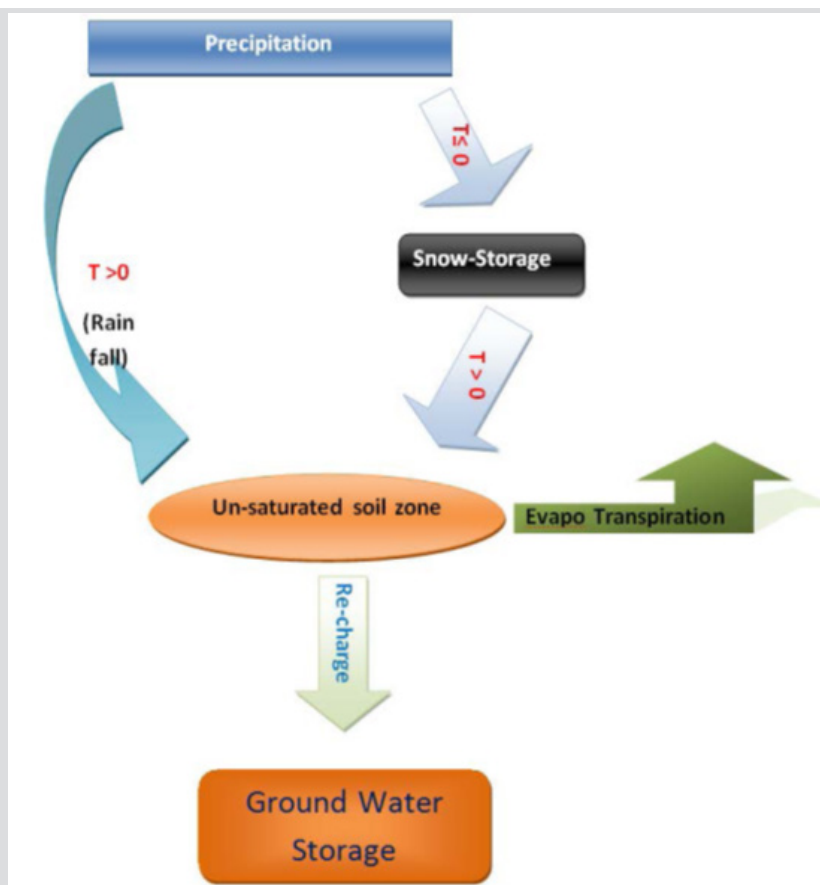 Precipitation
T≤ 0
Snow-Storage
T >0
(Rain
fall)
T > 0
Un-saturated soil zone
Evapo Transpiration
Re-charge
Ground Water
Storage